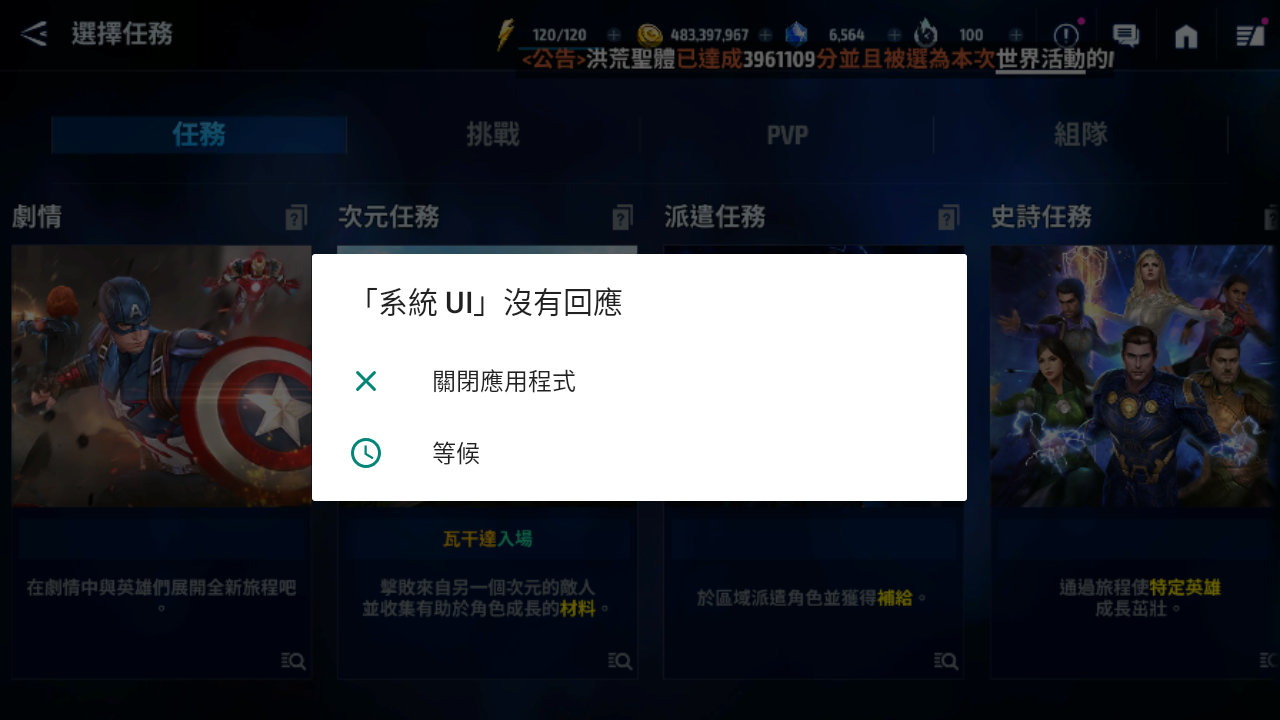 選擇任務
120/120
483,397,967
6,564
100
<公告>洪荒聖體已達成3961109分並且被選為本次世界活動的
任務
挑戰
PVP
組隊
劇情
次元任務
派遣任務
史詩任務
「系統 UI」沒有回應
關閉應用程式
等候
在劇情中與英雄們展開全新旅程吧
。
瓦干達入場
擊敗來自另一個次元的敵人
並收集有助於角色成長的材料。
於區域派遣角色並獲得補給。
通過旅程使特定英雄
成長茁壯。